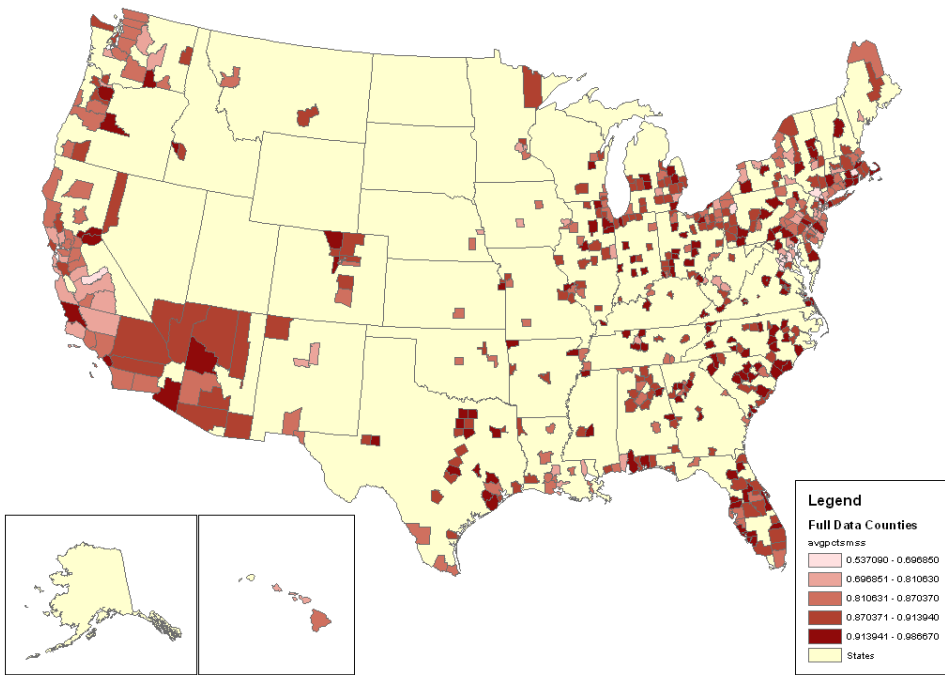 Legend
Full Data Counties
avgpctsmss
0.537090 - 0.696850
0.696851 - 0.810630
0.810631 - 0.870370
0.870371 - 0.913940
0.913941 - 0.986670
States